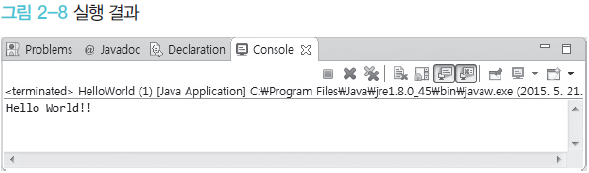 그림 2-8 실행 결과
Problems @ Javadoc Declaration Console
<terminated> HelloWorld (1) [Java Application] C:₩Program Files₩Java₩jre1.8.0_45₩bin₩javaw.exe (2015. 5. 21.
Hello World!!